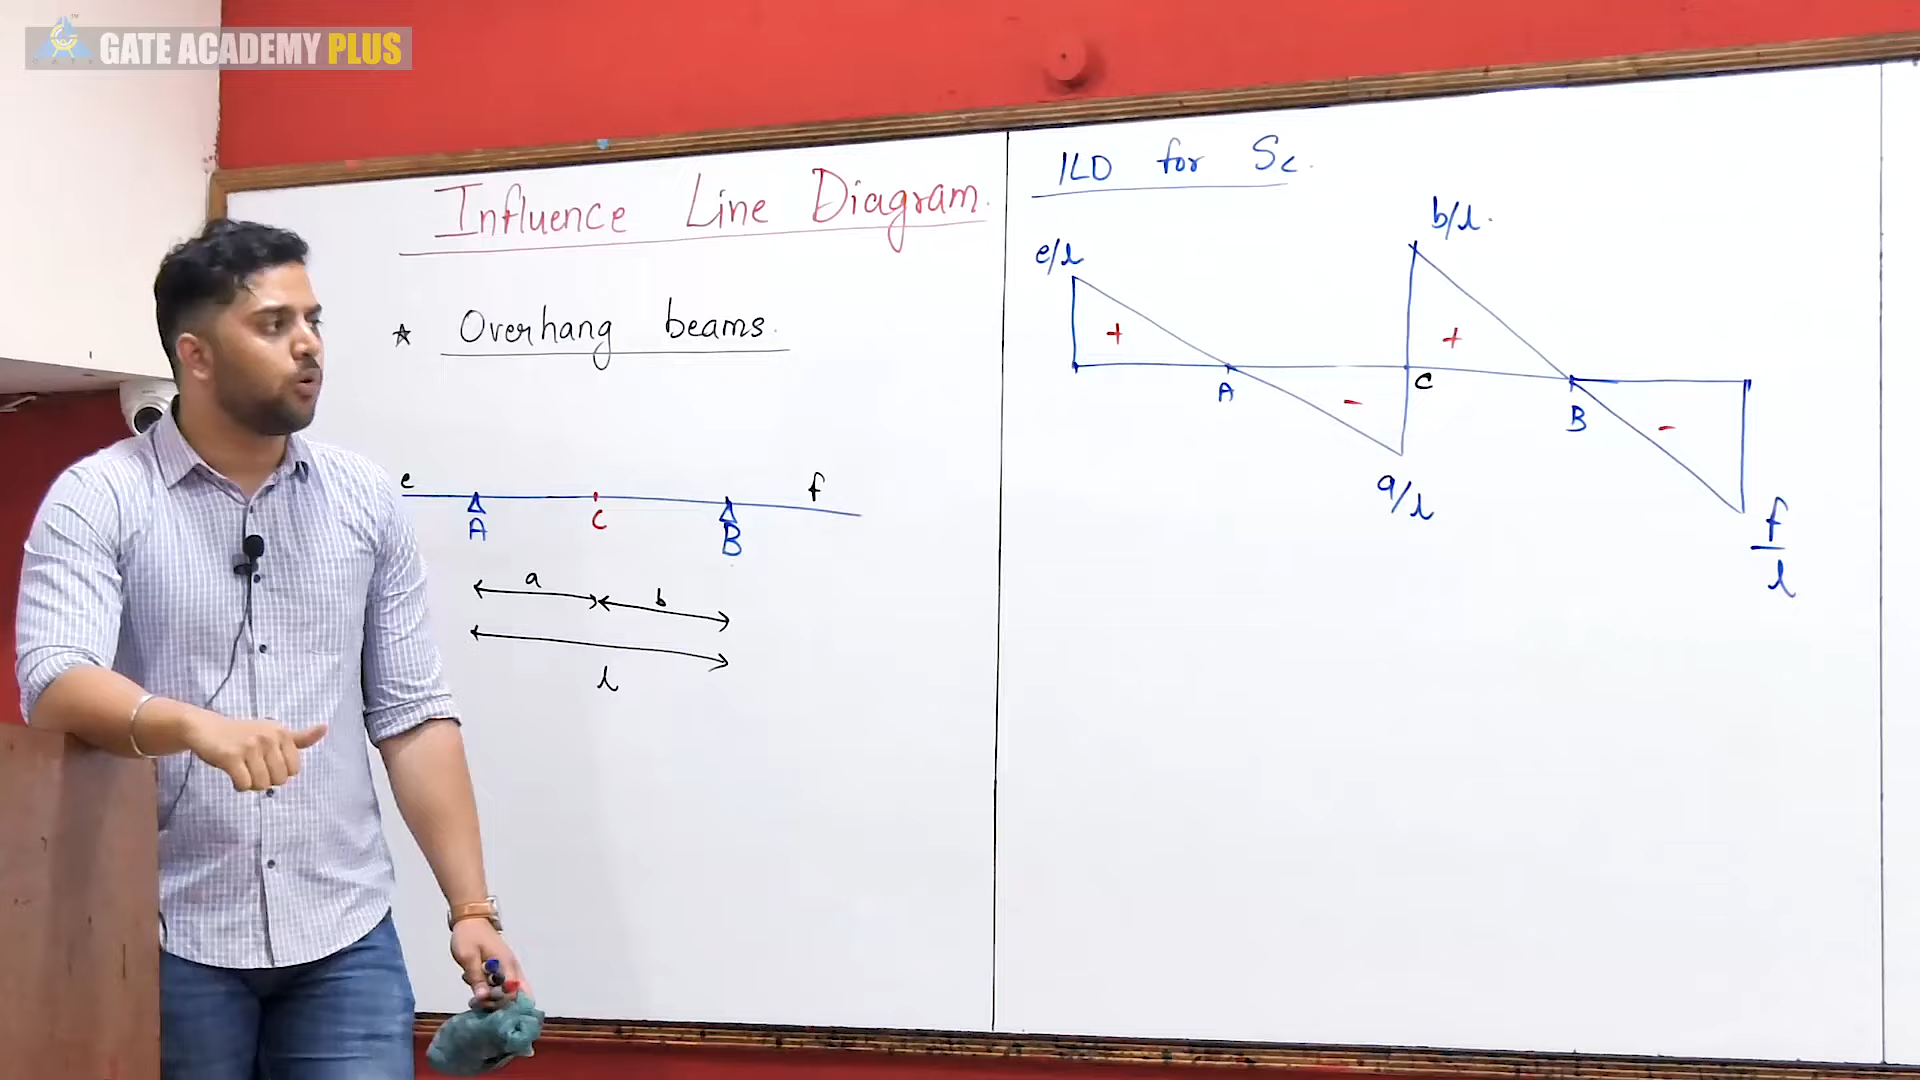 GATE ACADEMY PLUS
Influence Line Diagram.
★ Overhang beams.
e f
A C B
a b
l
ILD for Sc.
e/l b/l.
+ +
A - C B -
a/l
f/l